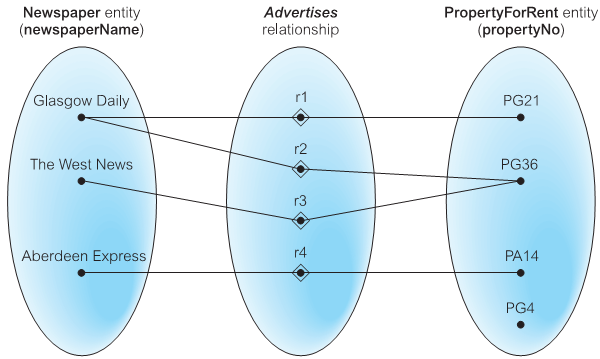 Newspaper entity
(newspaperName)
Advertises
relationship
PropertyForRent entity
(propertyNo)
Glasgow Daily
r1
PG21
r2
The West News
PG36
r3
Aberdeen Express
r4
PA14
PG4